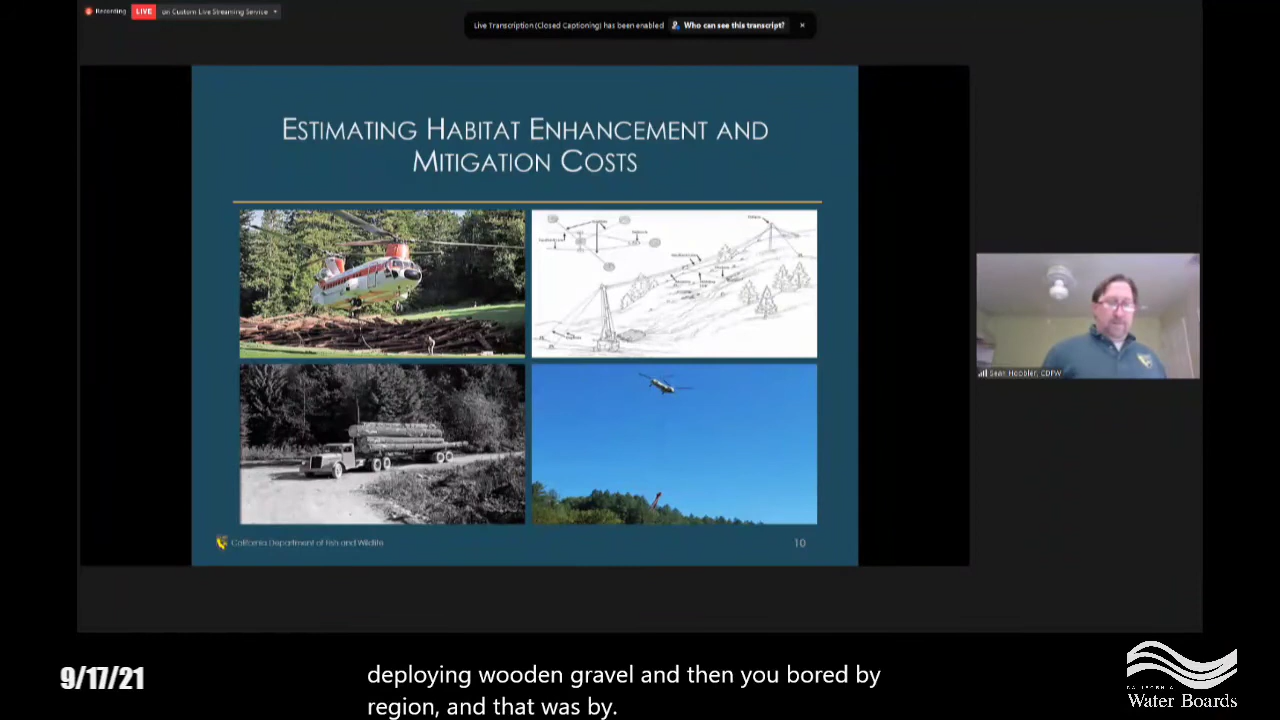 Recording
LIVE
on Custom Live Streaming Service
Live Transcription (Closed Captioning) has been enabled
Who can see this transcript?
ESTIMATING HABITAT ENHANCEMENT AND
MITIGATION COSTS
California Department of Fish and Wildlife
10
Sean Hoobler, CDFW
9/17/21
deploying wooden gravel and then you bored by
region, and that was by.
CALIFORNIA
Water Boards